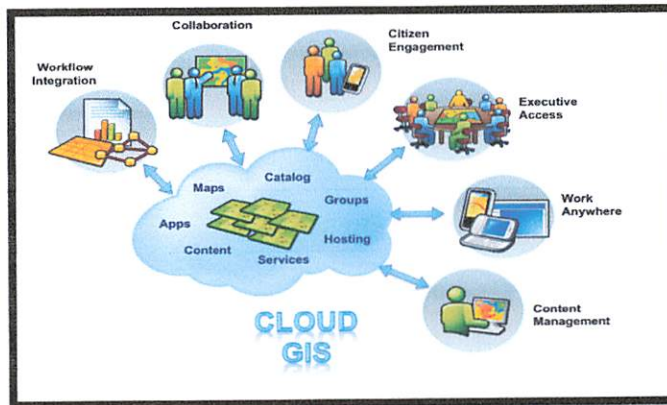 Collaboration
Citizen
Engagement
Workflow
Integration
Executive
Access
Catalog
Maps
Groups
Work
Anywhere
Apps
Hosting
Content
Services
Content
Management
CLOUD
GIS